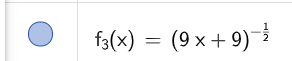 f₃(x) = (9 x + 9)^(-1/2)